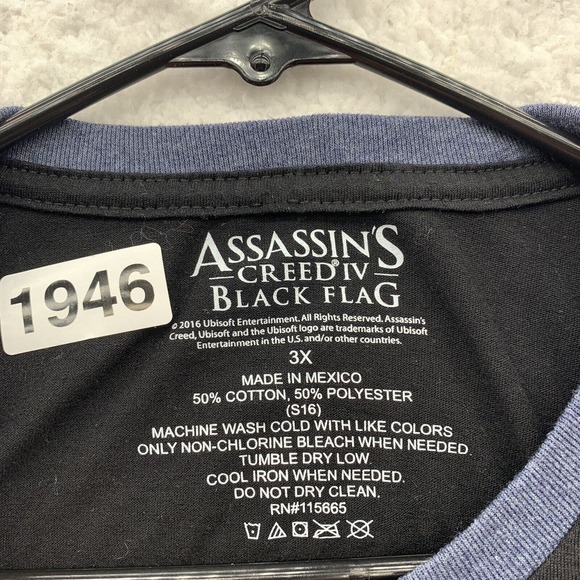 ASSASSIN'S
CREED® IV
BLACK FLAG
1946
© 2016 Ubisoft Entertainment. All Rights Reserved. Assassin's
Creed, Ubisoft and the Ubisoft logo are trademarks of Ubisoft
Entertainment in the U.S. and/or other countries.
3X
MADE IN MEXICO
50% COTTON, 50% POLYESTER
(S16)
MACHINE WASH COLD WITH LIKE COLORS
ONLY NON-CHLORINE BLEACH WHEN NEEDED.
TUMBLE DRY LOW
COOL IRON WHEN NEEDED.
DO NOT DRY CLEAN.
RN#115665